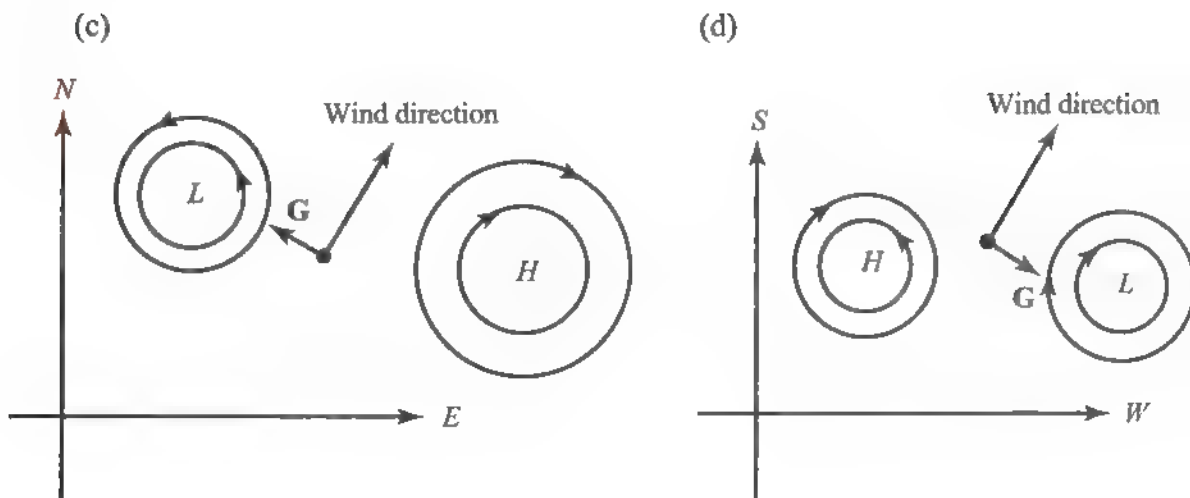 (c)
N
Wind direction
L
G
H
E
(d)
S
Wind direction
H
G
L
W